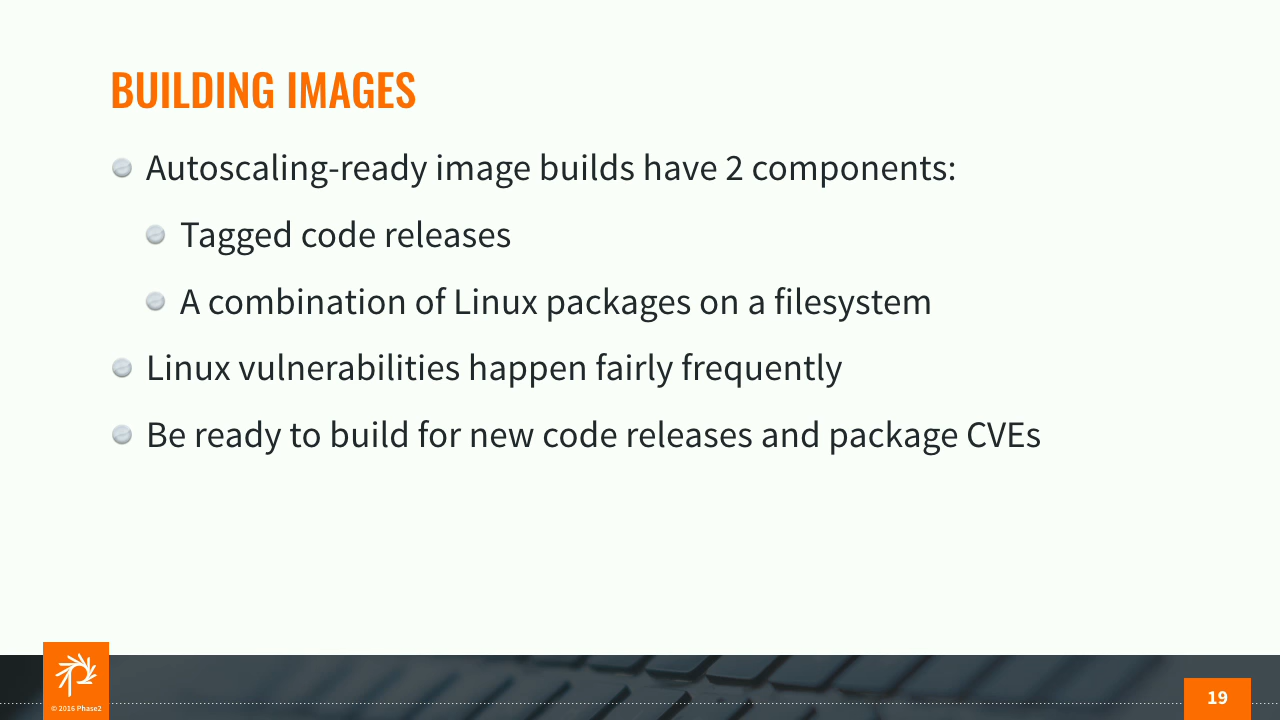 BUILDING IMAGES
Autoscaling-ready image builds have 2 components:
Tagged code releases
A combination of Linux packages on a filesystem
Linux vulnerabilities happen fairly frequently
Be ready to build for new code releases and package CVEs
© 2016 Phase2
19